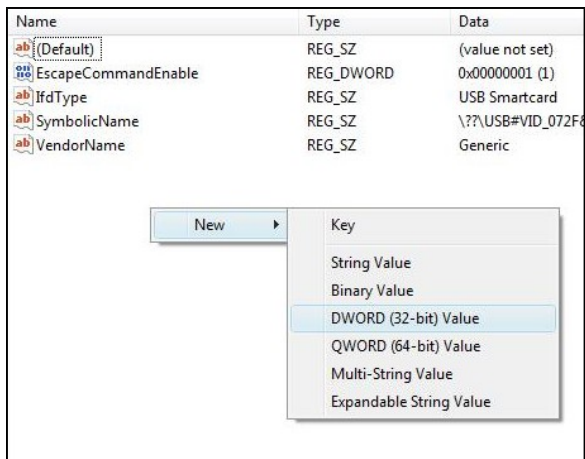 Name Type Data
(Default) REG_SZ (value not set)
EscapeCommandEnable REG_DWORD 0x00000001 (1)
IfdType REG_SZ USB Smartcard
SymbolicName REG_SZ \??\USB#VID_072F&
VendorName REG_SZ Generic
New Key
String Value
Binary Value
DWORD (32-bit) Value
QWORD (64-bit) Value
Multi-String Value
Expandable String Value